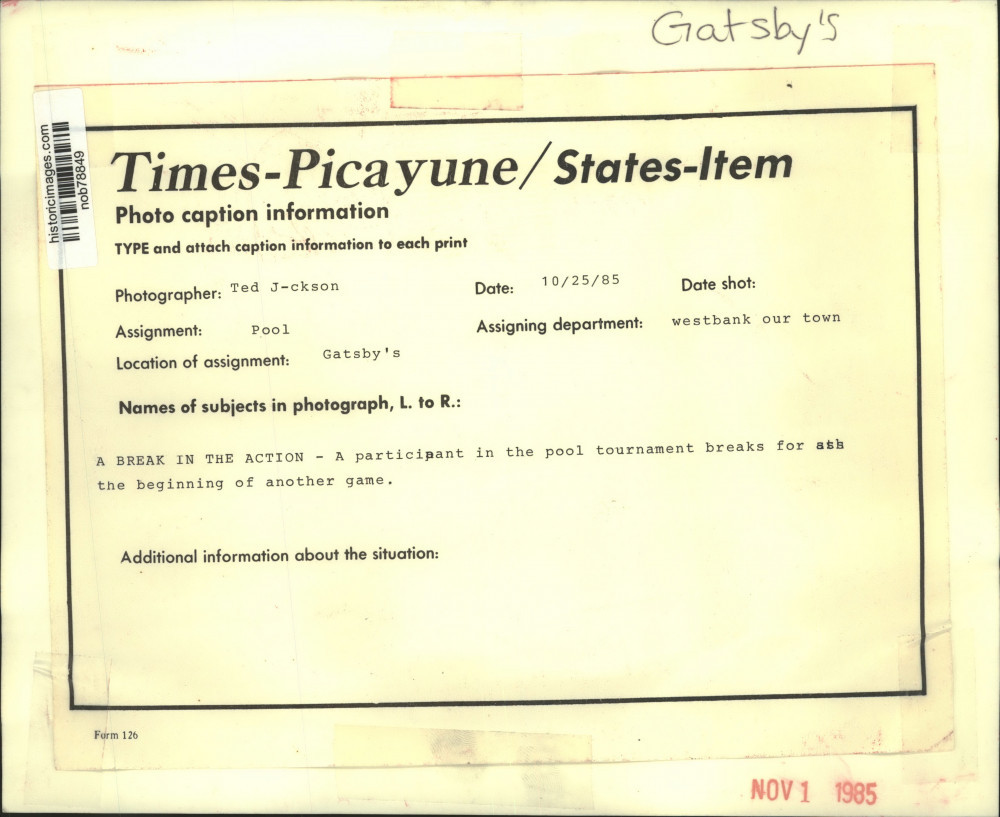 Gatsby's
historicimages.com
nob78849
Times-Picayune/States-Item
Photo caption information
TYPE and attach caption information to each print
Photographer: Ted J-ckson Date: 10/25/85 Date shot:
Assignment: Pool Assigning department: westbank our town
Location of assignment: Gatsby's
Names of subjects in photograph, L. to R.:
A BREAK IN THE ACTION - A participant in the pool tournament breaks for
the beginning of another game.
Additional information about the situation:
Form 126
NOV 1 1985